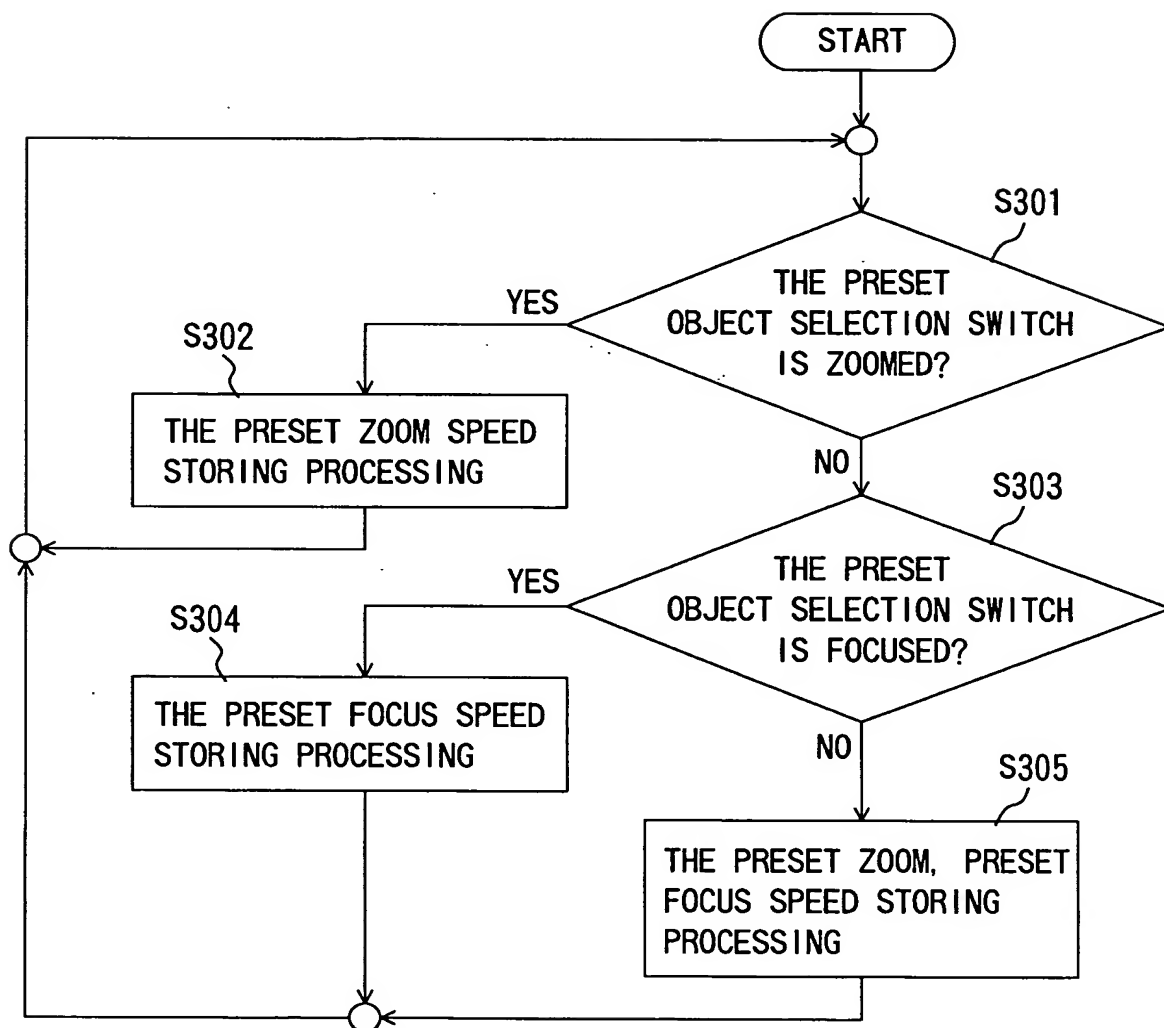 START
S301
THE PRESET
OBJECT SELECTION SWITCH
IS ZOOMED?
YES
S302
THE PRESET ZOOM SPEED
STORING PROCESSING
NO
S303
THE PRESET
OBJECT SELECTION SWITCH
IS FOCUSED?
YES
S304
THE PRESET FOCUS SPEED
STORING PROCESSING
NO
S305
THE PRESET ZOOM, PRESET
FOCUS SPEED STORING
PROCESSING